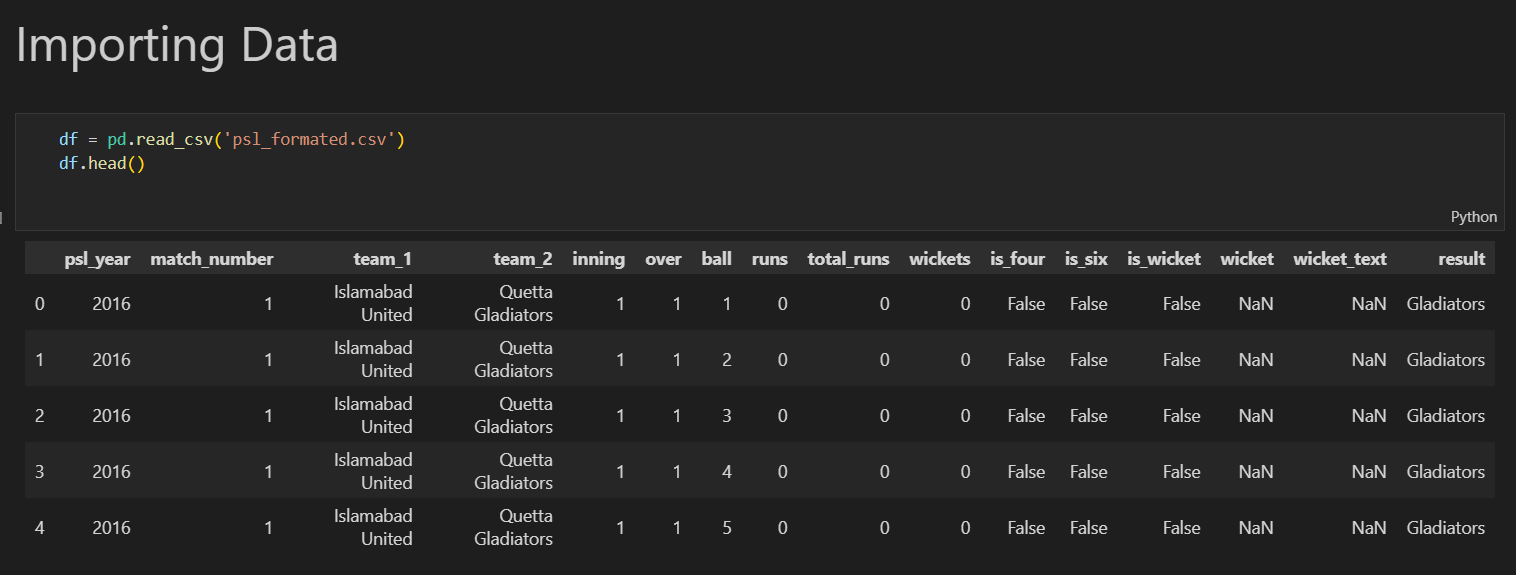 Importing Data
df = pd.read_csv('psl_formated.csv')
df.head()
Python
psl_year match_number team_1 team_2 inning over ball runs total_runs wickets is_four is_six is_wicket wicket wicket_text result
0 2016 1 Islamabad United Quetta Gladiators 1 1 1 0 0 0 False False False NaN NaN Gladiators
1 2016 1 Islamabad United Quetta Gladiators 1 1 2 0 0 0 False False False NaN NaN Gladiators
2 2016 1 Islamabad United Quetta Gladiators 1 1 3 0 0 0 False False False NaN NaN Gladiators
3 2016 1 Islamabad United Quetta Gladiators 1 1 4 0 0 0 False False False NaN NaN Gladiators
4 2016 1 Islamabad United Quetta Gladiators 1 1 5 0 0 0 False False False NaN NaN Gladiators